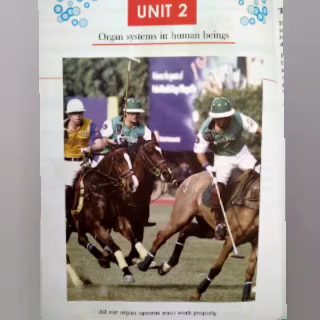 UNIT 2
Organ systems in human beings
All our organ systems must work properly.